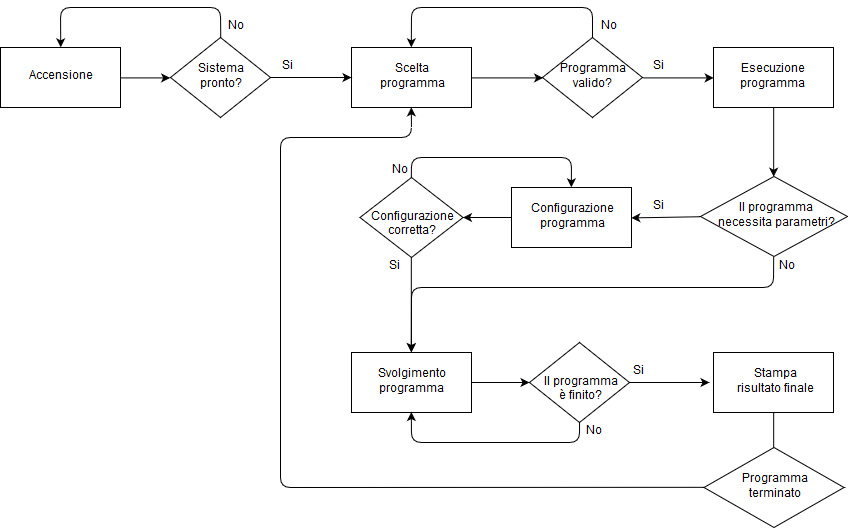 No
No
Accensione
Sistema
pronto?
Si
Scelta
programma
Programma
valido?
Si
Esecuzione
programma
No
Configurazione
corretta?
Configurazione
programma
Si
Il programma
necessita parametri?
Si
No
Svolgimento
programma
Il programma
è finito?
Si
Stampa
risultato finale
No
Programma
terminato